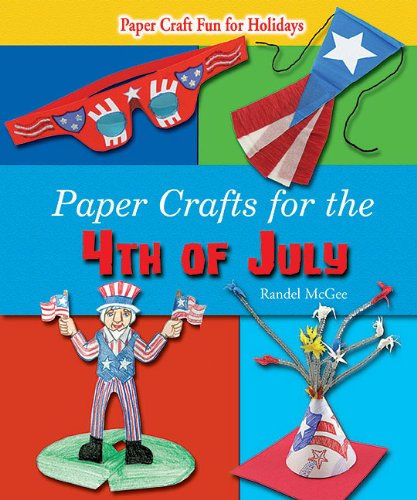 Paper Craft Fun for Holidays
Paper Crafts for the
4th of July
Randel McGee